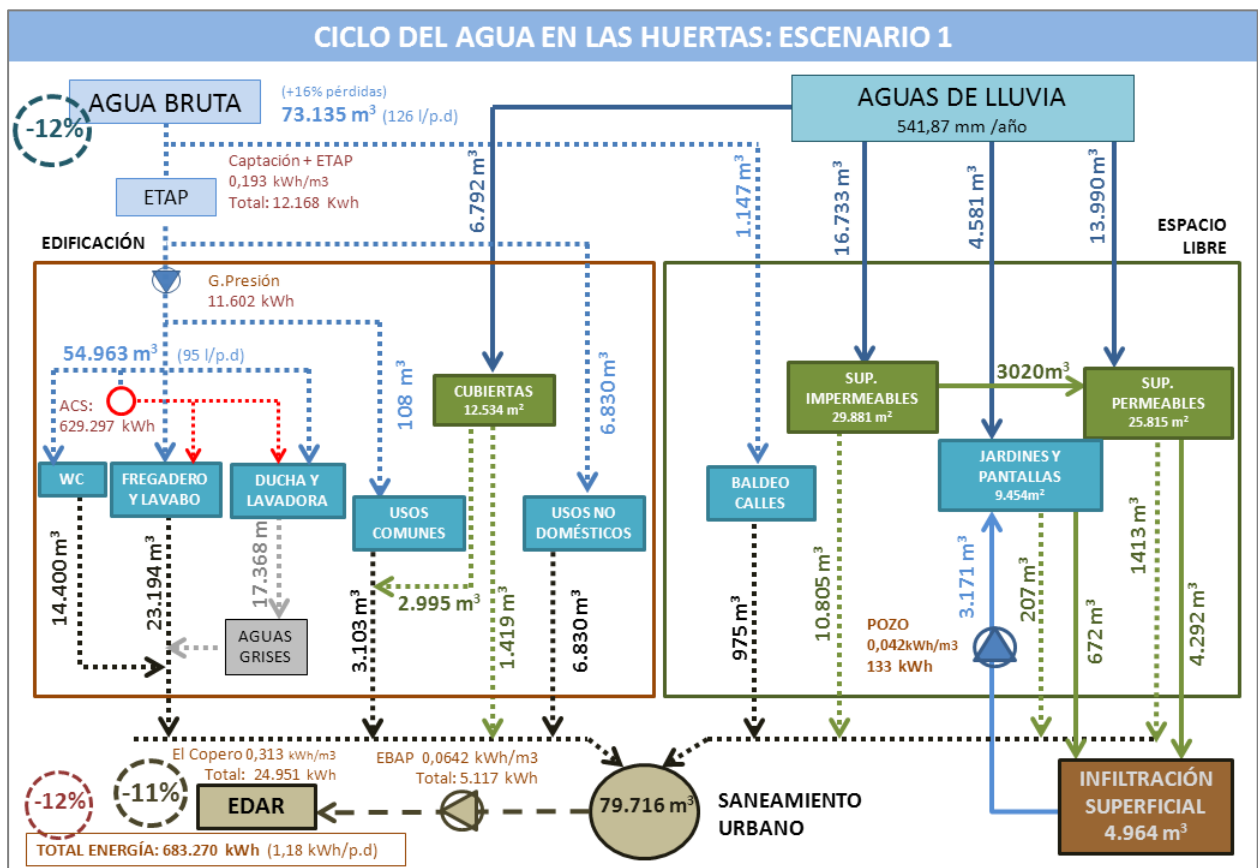 CICLO DEL AGUA EN LAS HUERTAS: ESCENARIO 1
AGUA BRUTA
-12%
(+16% pérdidas)
73.135 m³ (126 l/p.d)
AGUAS DE LLUVIA
541,87 mm /año
Captación + ETAP
0,193 kWh/m3
Total: 12.168 Kwh
ETAP
6.792 m³
1.147 m³
16.733 m³
4.581 m³
13.990 m³
EDIFICACIÓN
ESPACIO
LIBRE
G.Presión
11.602 kWh
54.963 m³ (95 l/p.d)
ACS:
629.297 kWh
108 m³
CUBIERTAS
12.534 m²
6.830 m³
SUP.
IMPERMEABLES
29.881 m²
3020m³
SUP.
PERMEABLES
25.815 m²
WC
FREGADERO
Y LAVABO
DUCHA Y
LAVADORA
USOS
COMUNES
USOS NO
DOMÉSTICOS
BALDEO
CALLES
JARDINES Y
PANTALLAS
9.454m²
14.400 m³
23.194 m³
17.368 m
AGUAS
GRISES
3.103 m³
2.995 m³
1.419 m³
6.830 m³
975 m³
10.805 m³
POZO
0,042kWh/m3
133 kWh
3.171 m³
207 m³
672 m³
1413 m³
4.292 m³
El Copero 0,313 kWh/m3
Total: 24.951 kWh
EBAP 0,0642 kWh/m3
Total: 5.117 kWh
-12%
-11%
EDAR
79.716 m³
SANEAMIENTO
URBANO
INFILTRACIÓN
SUPERFICIAL
4.964 m³
TOTAL ENERGÍA: 683.270 kWh (1,18 kWh/p.d)